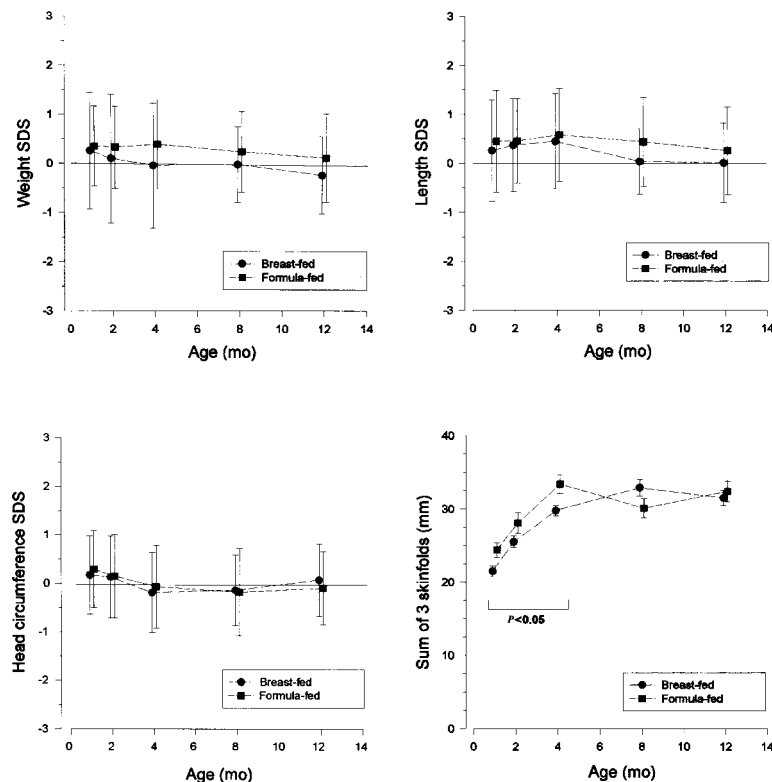 3
2
1
0
-1
-2
-3
Weight SDS
Breast-fed
Formula-fed
0 2 4 6 8 10 12 14
Age (mo)
3
2
1
0
-1
-2
-3
Length SDS
Breast-fed
Formula-fed
0 2 4 6 8 10 12 14
Age (mo)
3
2
1
0
-1
-2
-3
Head circumference SDS
Breast-fed
Formula-fed
0 2 4 6 8 10 12 14
Age (mo)
40
30
20
10
0
Sum of 3 skinfolds (mm)
P<0.05
Breast-fed
Formula-fed
0 2 4 6 8 10 12 14
Age (mo)